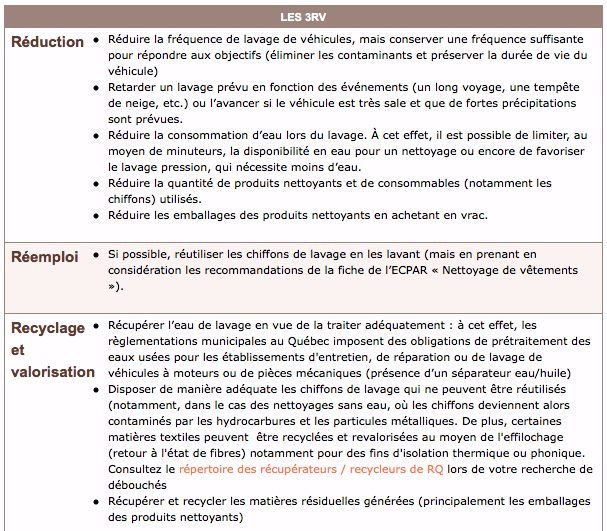 LES 3RV
Réduction
• Réduire la fréquence de lavage de véhicules, mais conserver une fréquence suffisante
pour répondre aux objectifs (éliminer les contaminants et préserver la durée de vie du
véhicule)
• Retarder un lavage prévu en fonction des événements (un long voyage, une tempête
de neige, etc.) ou l’avancer si le véhicule est très sale et que de fortes précipitations
sont prévues.
• Réduire la consommation d’eau lors du lavage. À cet effet, il est possible de limiter, au
moyen de minuteurs, la disponibilité en eau pour un nettoyage ou encore de favoriser
le lavage pression, qui nécessite moins d’eau.
• Réduire la quantité de produits nettoyants et de consommables (notamment les
chiffons) utilisés.
• Réduire les emballages des produits nettoyants en achetant en vrac.
Réemploi
• Si possible, réutiliser les chiffons de lavage en les lavant (mais en prenant en
considération les recommandations de la fiche de l’ECPAR « Nettoyage de vêtements
»).
Recyclage
et
valorisation
• Récupérer l’eau de lavage en vue de la traiter adéquatement : à cet effet, les
règlementations municipales au Québec imposent des obligations de prétraitement des
eaux usées pour les établissements d'entretien, de réparation ou de lavage de
véhicules à moteurs ou de pièces mécaniques (présence d’un séparateur eau/huile)
• Disposer de manière adéquate les chiffons de lavage qui ne peuvent être réutilisés
(notamment, dans le cas des nettoyages sans eau, où les chiffons deviennent alors
contaminés par les hydrocarbures et les particules métalliques. De plus, certaines
matières textiles peuvent  être recyclées et revalorisées au moyen de l'effilochage
(retour à l'état de fibres) notamment pour des fins d'isolation thermique ou phonique.
Consultez le répertoire des récupérateurs / recycleurs de RQ lors de votre recherche de
débouchés
• Récupérer et recycler les matières résiduelles générées (principalement les emballages
des produits nettoyants)